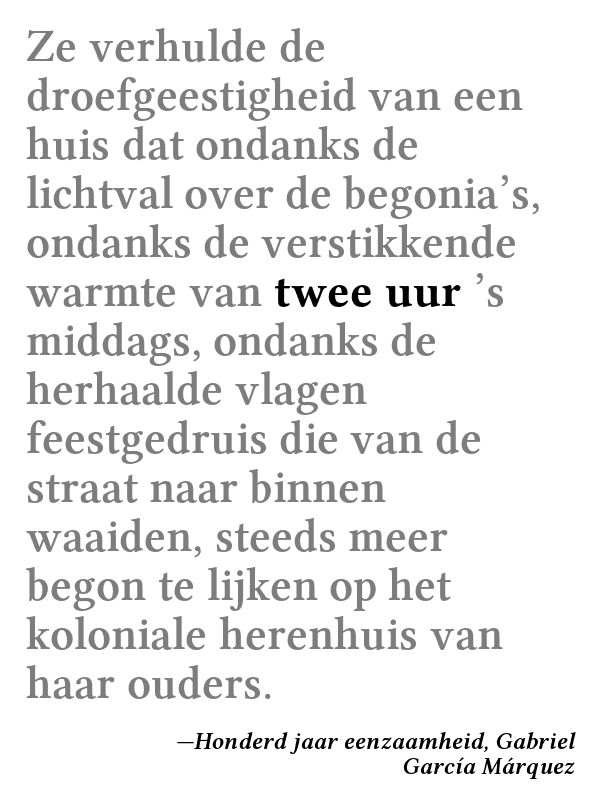 Ze verhulde de
droefgeestigheid van een
huis dat ondanks de
lichtval over de begonia’s,
ondanks de verstikkende
warmte van twee uur ’s
middags, ondanks de
herhaalde vlagen
feestgedruis die van de
straat naar binnen
waaiden, steeds meer
begon te lijken op het
koloniale herenhuis van
haar ouders.
—Honderd jaar eenzaamheid, Gabriel
García Márquez